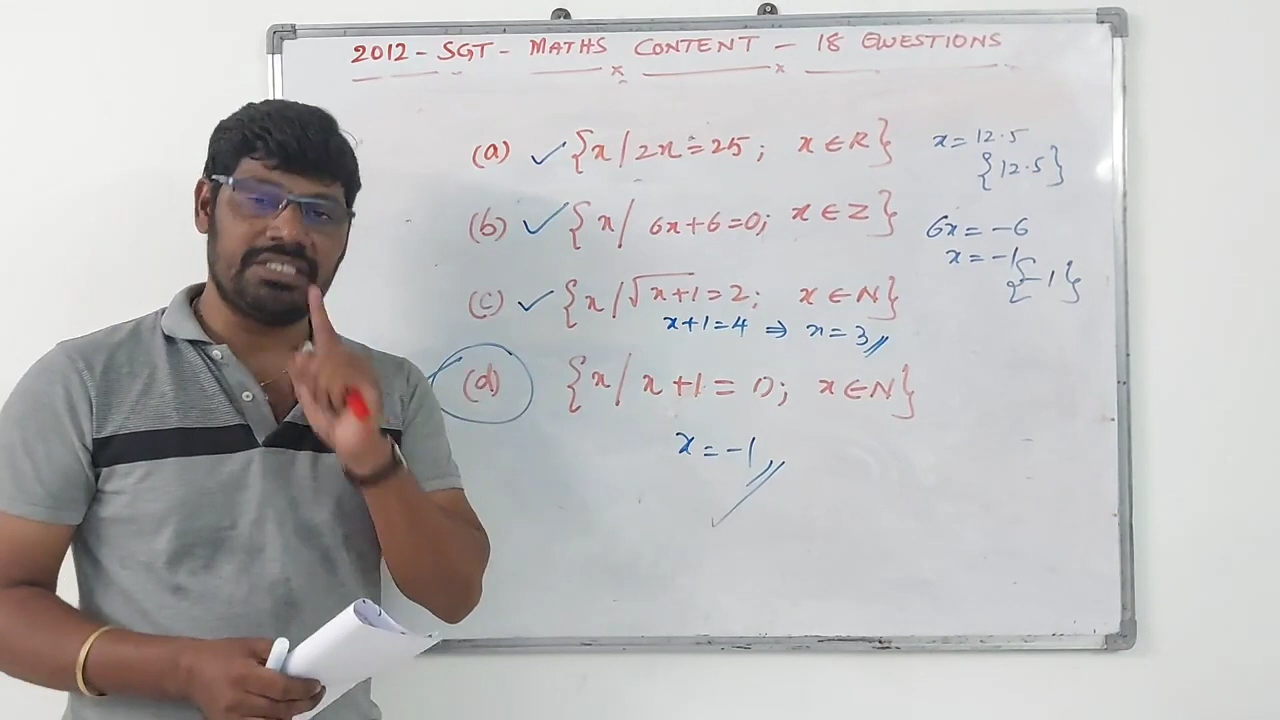 2012 - SGT - MATHS CONTENT - 18 QUESTIONS
(a) ✓ {x / 2x = 25; x ∈ R} x = 12.5
{12.5}
(b) ✓ {x / 6x+6=0; x ∈ Z} 6x = -6
x = -1
{-1}
(c) ✓ {x / √x+1 = 2; x ∈ N}
x+1=4 ⇒ x = 3
(d) {x / x+1 = 0; x ∈ N}
x = -1